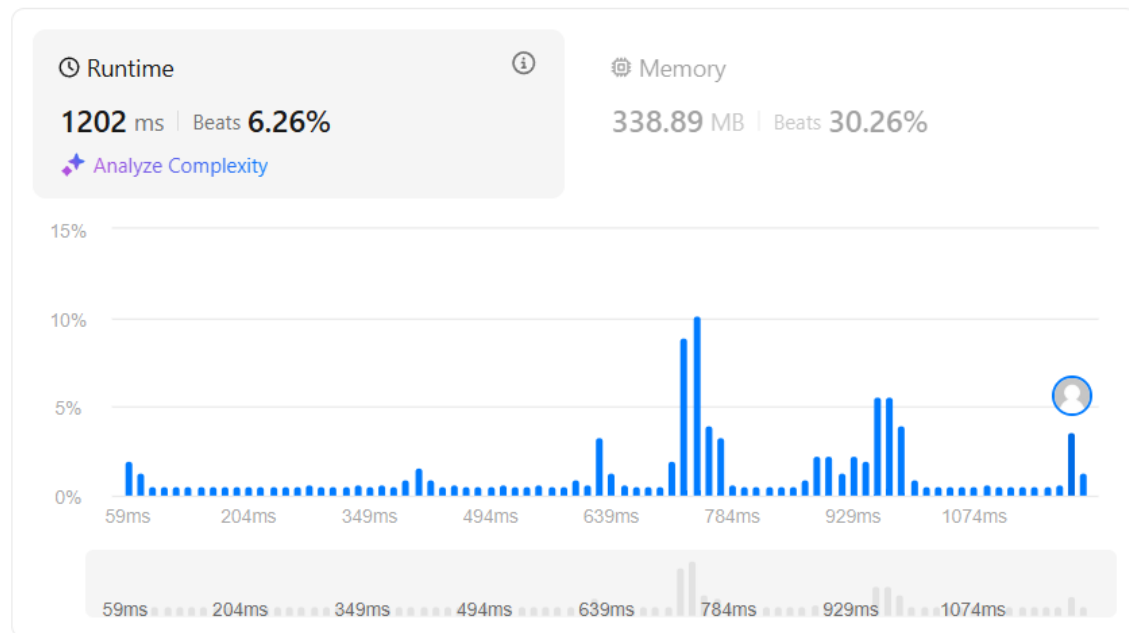 Runtime
1202 ms Beats 6.26%
Analyze Complexity
Memory
338.89 MB Beats 30.26%
15%
10%
5%
0%
59ms 204ms 349ms 494ms 639ms 784ms 929ms 1074ms
59ms 204ms 349ms 494ms 639ms 784ms 929ms 1074ms